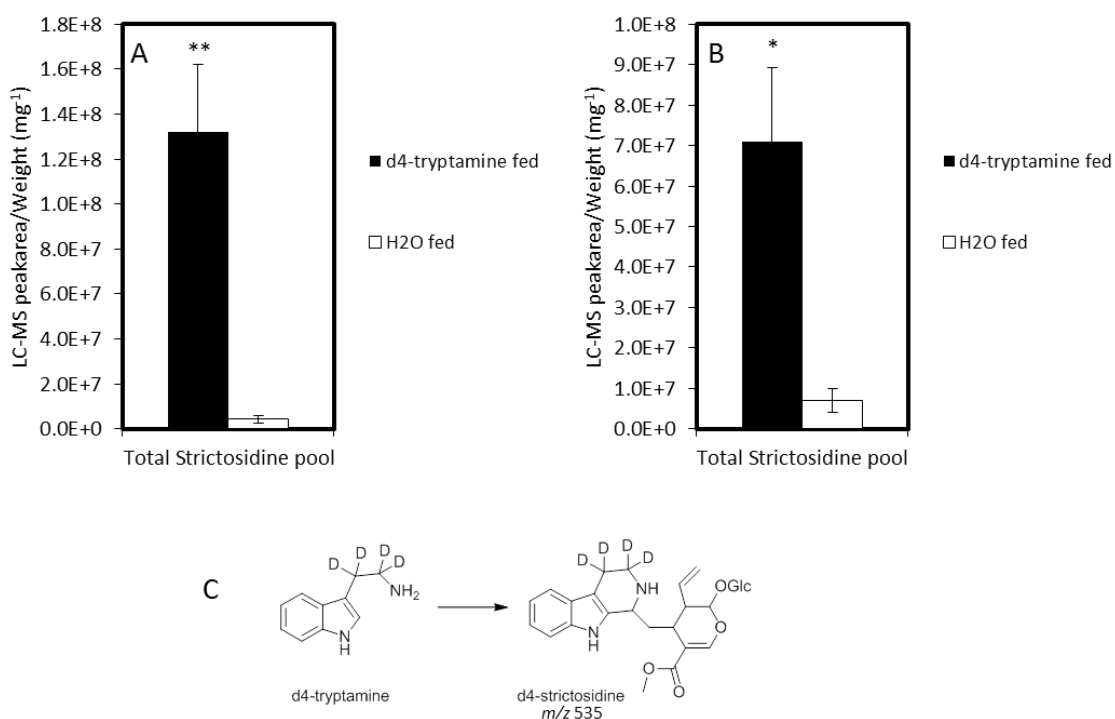 A
**
LC-MS peakarea/Weight (mg-1)
1.8E+8
1.6E+8
1.4E+8
1.2E+8
1.0E+8
8.0E+7
6.0E+7
4.0E+7
2.0E+7
0.0E+0
Total Strictosidine pool
d4-tryptamine fed
H2O fed
B
*
LC-MS peakarea/Weight (mg-1)
1.0E+8
9.0E+7
8.0E+7
7.0E+7
6.0E+7
5.0E+7
4.0E+7
3.0E+7
2.0E+7
1.0E+7
0.0E+0
Total Strictosidine pool
d4-tryptamine fed
H2O fed
C
D D D D
NH2
N
H
d4-tryptamine
D D D D
NH
OGlc
N
H
O
O
O
d4-strictosidine
m/z 535